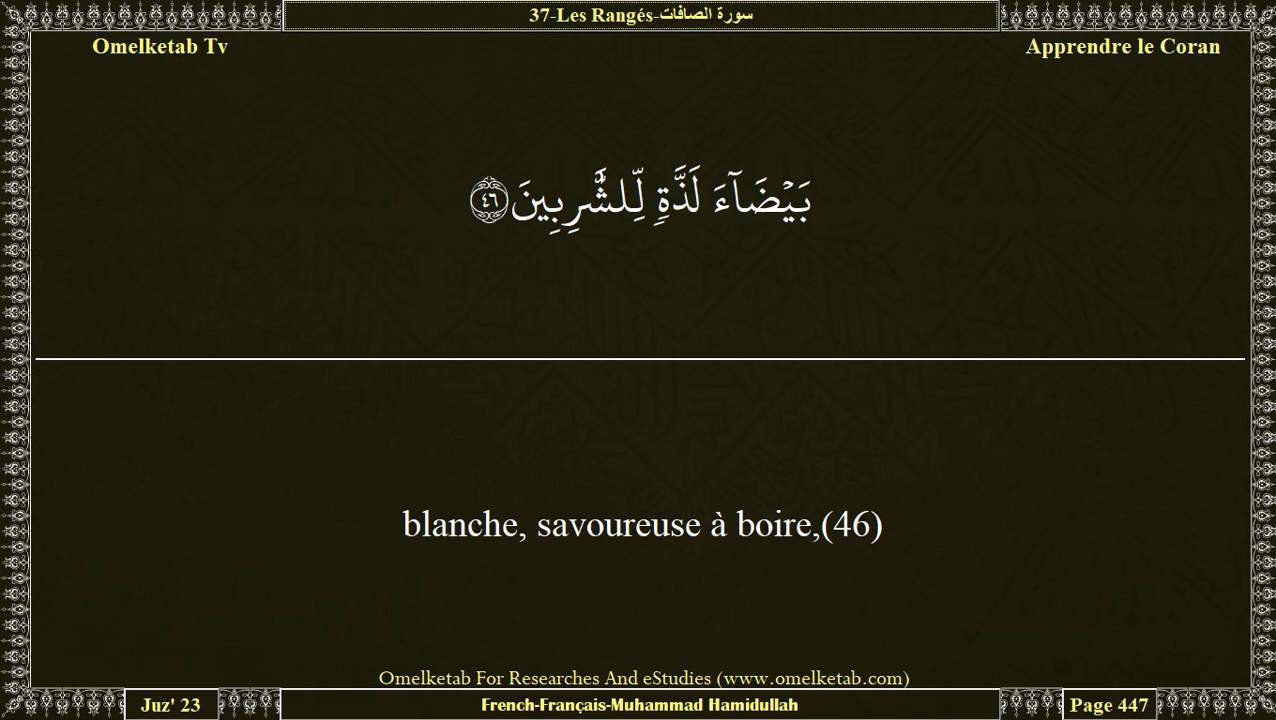 37-Les Rangés-سورة الصافات
Omelketab Tv
Apprendre le Coran
بَيۡضَآءَ لَذَّةٖ لِّلشَّٰرِبِينَ ٤٦
blanche, savoureuse à boire,(46)
Omelketab For Researches And eStudies (www.omelketab.com)
Juz' 23
French-Français-Muhammad Hamidullah
Page 447